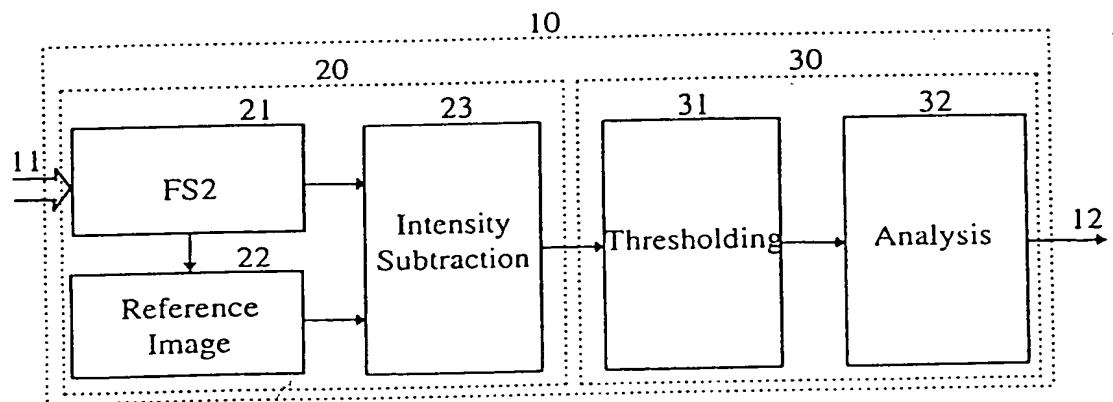 10
20
30
21
23
31
32
11
FS2
Intensity
Subtraction
Thresholding
Analysis
12
22
Reference
Image